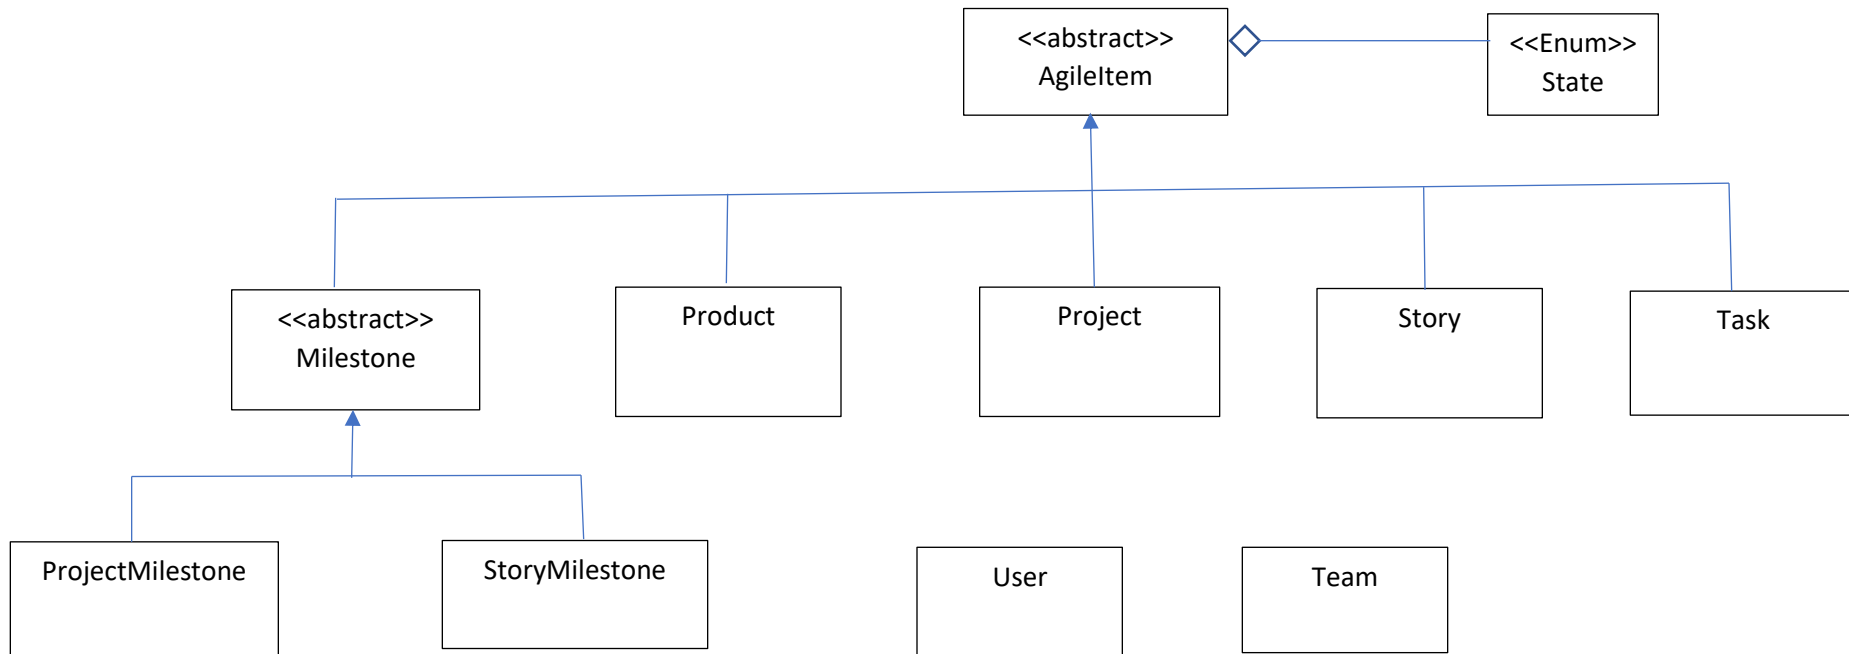 <<abstract>>
AgileItem
<<Enum>>
State
<<abstract>>
Milestone
Product
Project
Story
Task
ProjectMilestone
StoryMilestone
User
Team